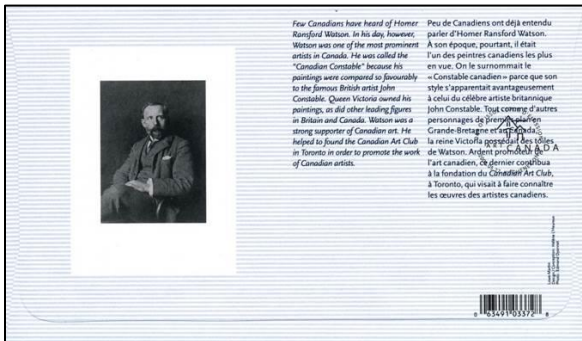 Few Canadians have heard of Homer
Ransford Watson. In his day, however,
Watson was one of the most prominent
artists in Canada. He was called the
"Canadian Constable" because his
paintings were compared so favourably
to the famous British artist John
Constable. Queen Victoria owned his
paintings, as did other leading figures
in Britain and Canada. Watson was a
strong supporter of Canadian art. He
helped to found the Canadian Art Club
in Toronto in order to promote the work
of Canadian artists.
Peu de Canadiens ont déjà entendu
parler d'Homer Ransford Watson.
À son époque, pourtant, il était
l'un des peintres canadiens les plus
en vue. On le surnommait le
« Constable canadien » parce que son
style s'apparentait avantageusement
à celui du célèbre artiste britannique
John Constable. Tout comme d'autres
personnages de premier plan en
Grande-Bretagne et au Canada,
la reine Victoria possédait des toiles
de Watson. Ardent promoteur de
l'art canadien, ce dernier contribua
à la fondation du Canadian Art Club,
à Toronto, qui visait à faire connaître
les œuvres des artistes canadiens.
ART CANADA
0 63491 03372 8